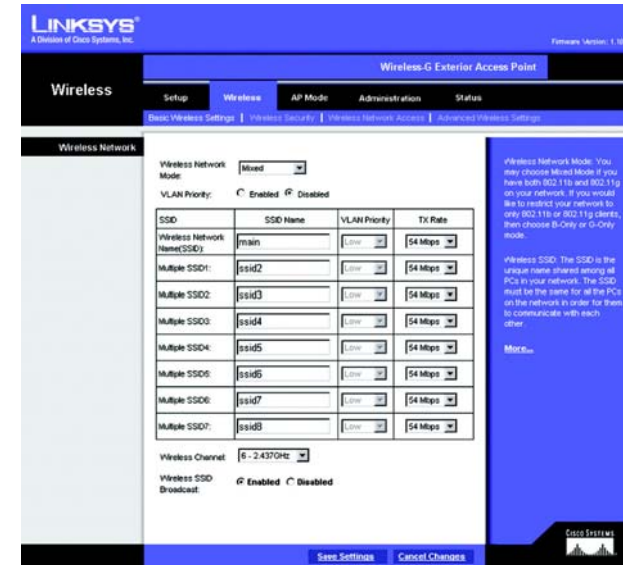 LINKSYS®
A Division of Cisco Systems, Inc.
Firmware Version: 1.10
Wireless-G Exterior Access Point
Wireless
Setup Wireless AP Mode Administration Status
Basic Wireless Settings | Wireless Security | Wireless Network Access | Advanced Wireless Settings
Wireless Network
Wireless Network Mode: Mixed
VLAN Priority: Enabled Disabled
SSID SSID Name VLAN Priority TX Rate
Wireless Network Name(SSID): main Low 54 Mbps
Multiple SSID1: ssid2 Low 54 Mbps
Multiple SSID2: ssid3 Low 54 Mbps
Multiple SSID3: ssid4 Low 54 Mbps
Multiple SSID4: ssid5 Low 54 Mbps
Multiple SSID5: ssid6 Low 54 Mbps
Multiple SSID6: ssid7 Low 54 Mbps
Multiple SSID7: ssid8 Low 54 Mbps
Wireless Channel: 6 - 2.437GHz
Wireless SSID Broadcast: Enabled Disabled
Wireless Network Mode: You
may choose Mixed Mode if you
have both 802.11b and 802.11g
on your network. If you would
like to restrict your network to
only 802.11b or 802.11g clients,
then choose B-Only or G-Only
mode.
Wireless SSID: The SSID is the
unique name shared among all
PCs in your network. The SSID
must be the same for all the PCs
on the network in order for them
to communicate with each
other.
More...
Save Settings Cancel Changes
CISCO SYSTEMS